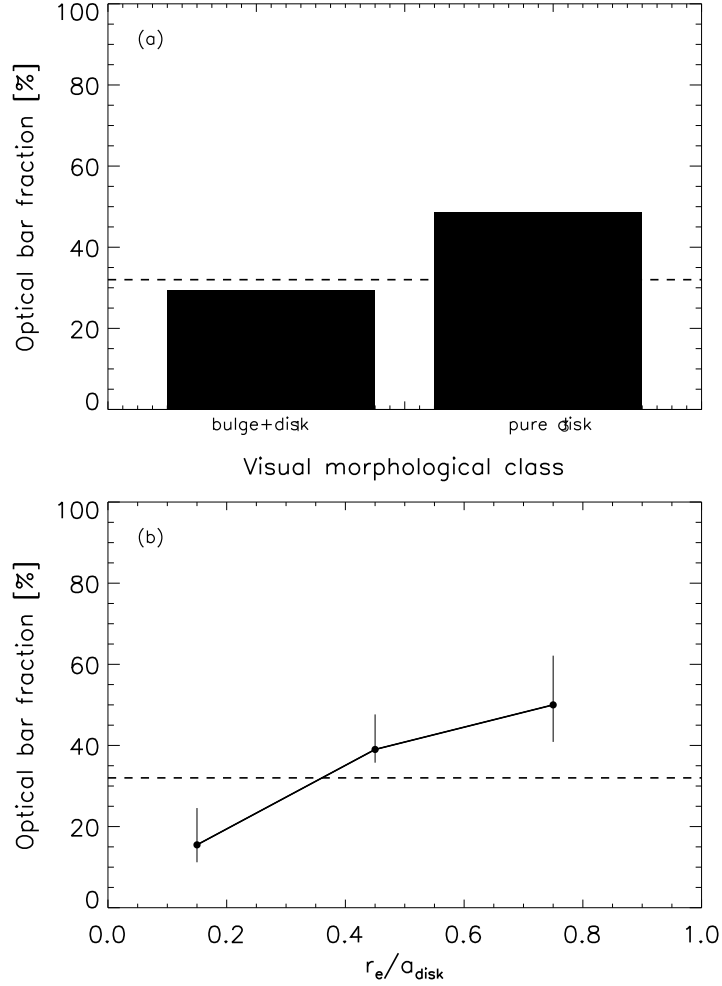 100
(a)
80
60
40
20
0
Optical bar fraction [%]
bulge+disk
pure disk
Visual morphological class
100
(b)
80
60
40
20
0
Optical bar fraction [%]
0.0 0.2 0.4 0.6 0.8 1.0
r_e/a_disk